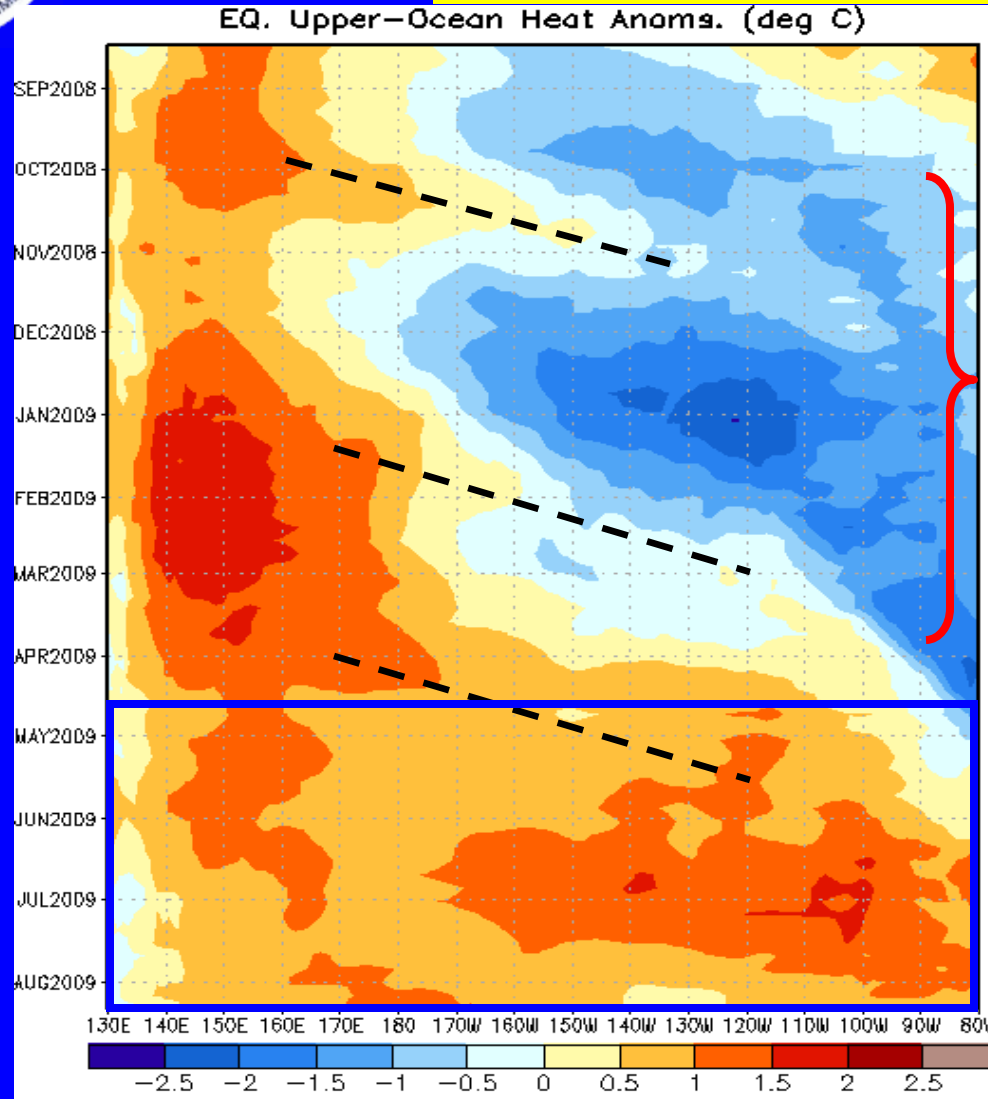 EQ. Upper-Ocean Heat Anoms. (deg C)
SEP2008
OCT2008
NOV2008
DEC2008
JAN2009
FEB2009
MAR2009
APR2009
MAY2009
JUN2009
JUL2009
AUG2009
130E 140E 150E 160E 170E 180 170W 160W 150W 140W 130W 120W 110W 100W 90W 80W
-2.5 -2 -1.5 -1 -0.5 0 0.5 1 1.5 2 2.5